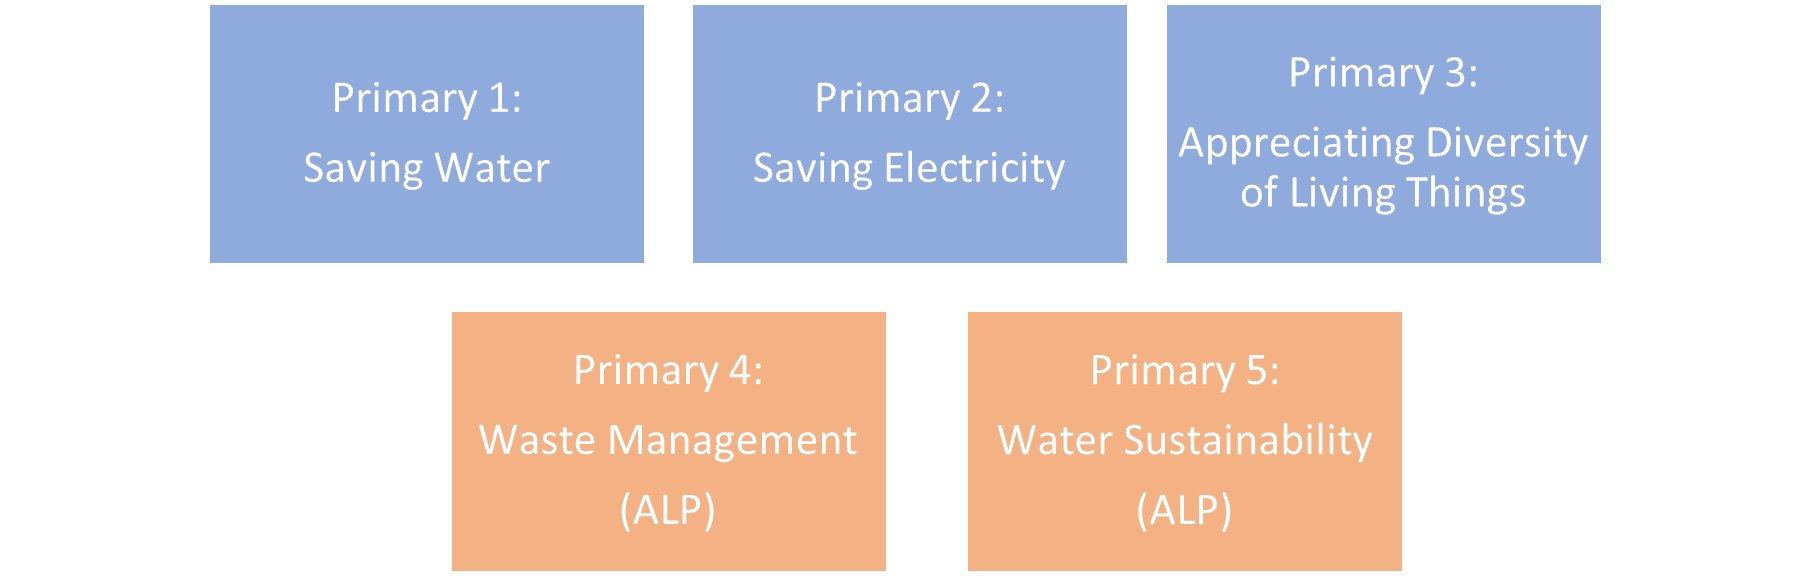 Primary 1:
Saving Water
Primary 2:
Saving Electricity
Primary 3:
Appreciating Diversity
of Living Things
Primary 4:
Waste Management
(ALP)
Primary 5:
Water Sustainability
(ALP)